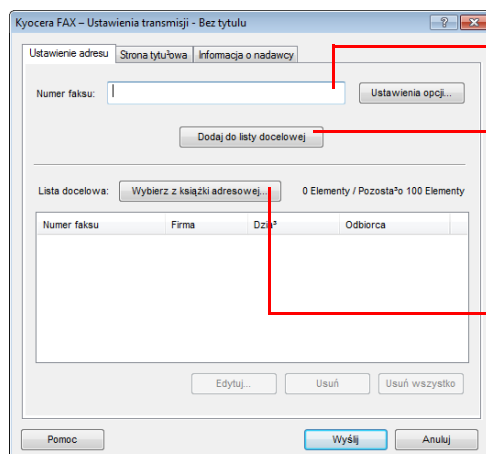 Kyocera FAX – Ustawienia transmisji - Bez tytułu
Ustawienie adresu Strona tytu³owa Informacja o nadawcy
Numer faksu: Ustawienia opcji...
Dodaj do listy docelowej
Lista docelowa: Wybierz z książki adresowej... 0 Elementy / Pozosta³o 100 Elementy
Numer faksu Firma Dzia³ Odbiorca
Edytuj... Usuń Usuń wszystko
Pomoc Wyślij Anuluj